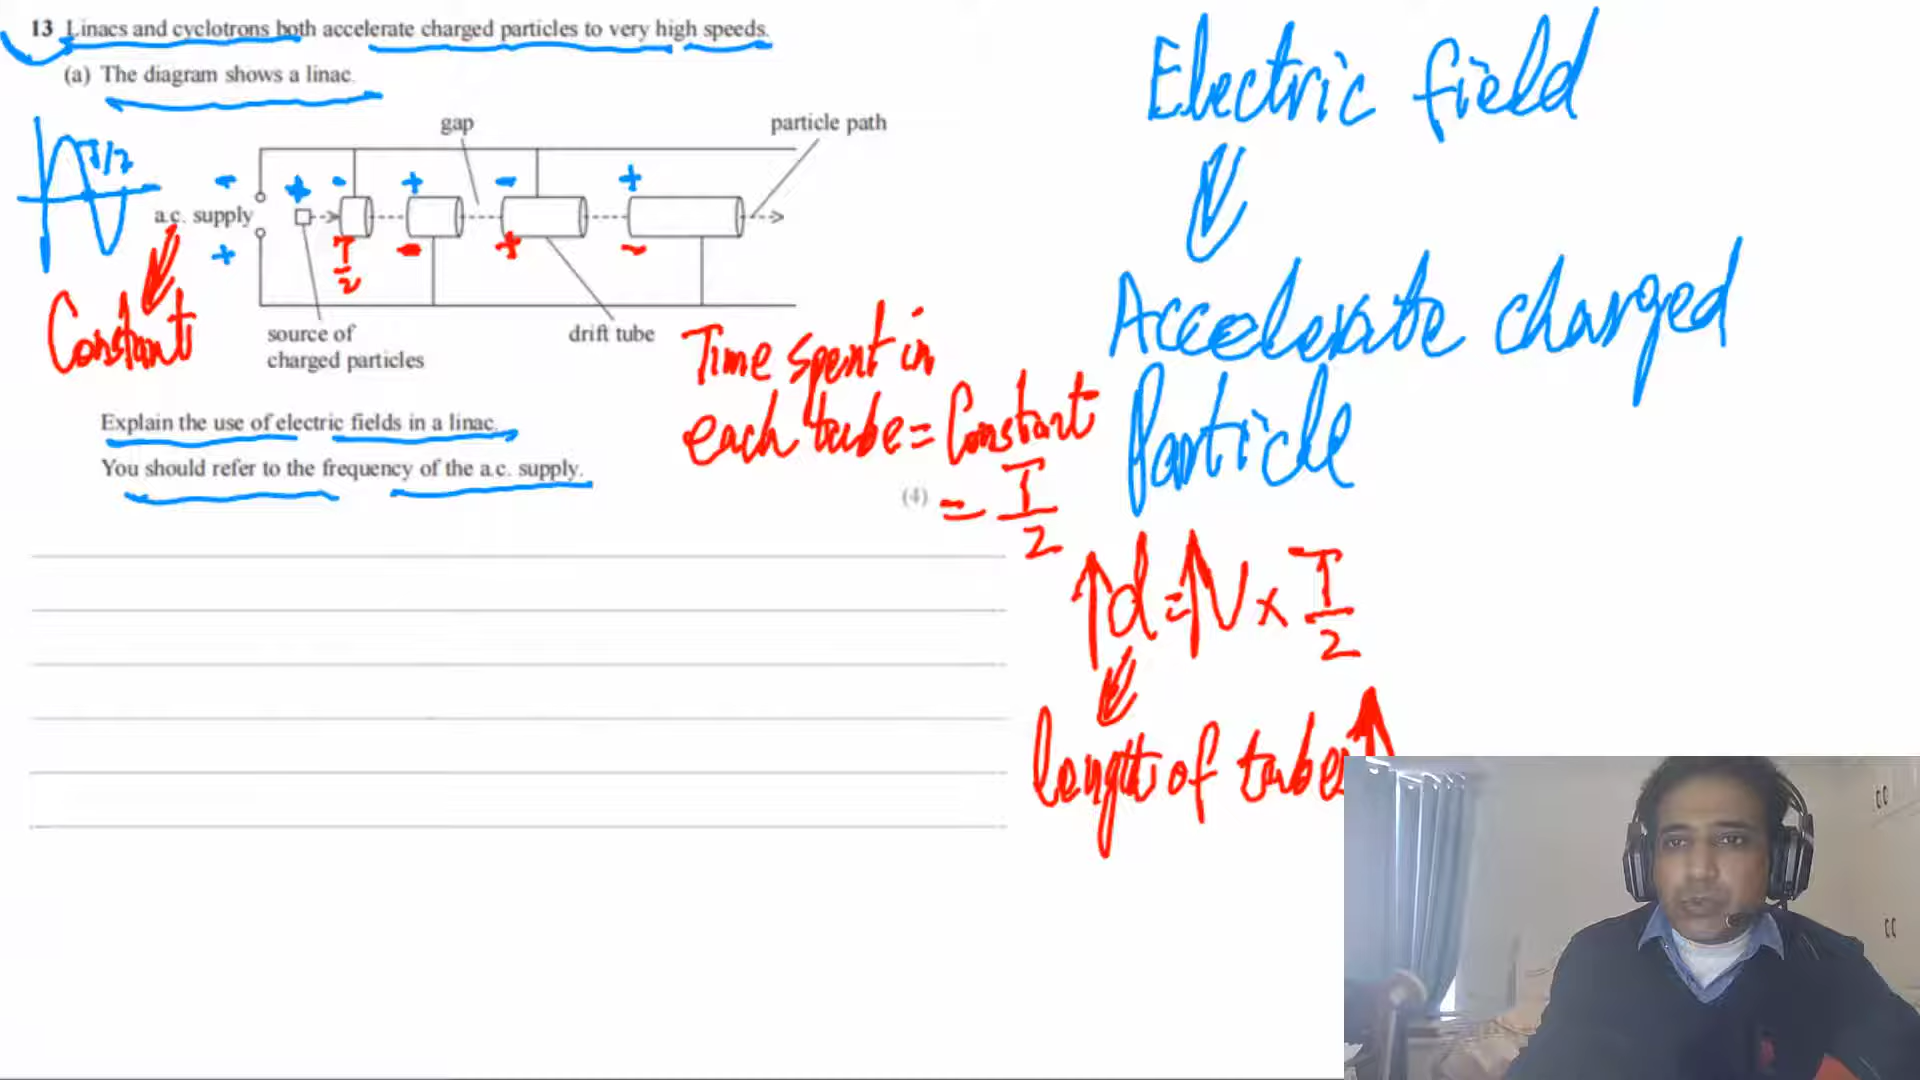 13 Linacs and cyclotrons both accelerate charged particles to very high speeds.
(a) The diagram shows a linac.
gap
particle path
T/2
- + - + - +
a.c. supply
+
T/2 - + -
Constant
source of
charged particles
drift tube
Time spent in
each tube = Constant
= T/2
Explain the use of electric fields in a linac.
You should refer to the frequency of the a.c. supply.
(4)
Electric field
Accelerate charged
Particle
↑d = ↑V × T/2
length of tubes ↑